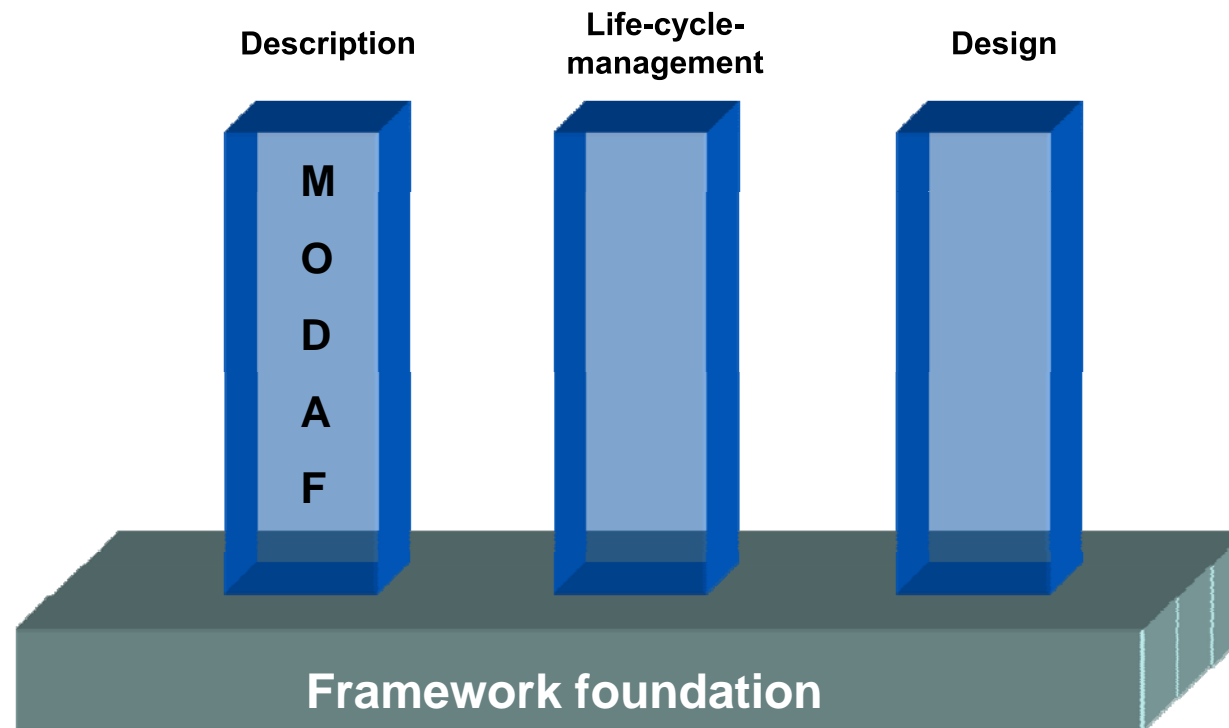 Description
Life-cycle-
management
Design
M
O
D
A
F
Framework foundation